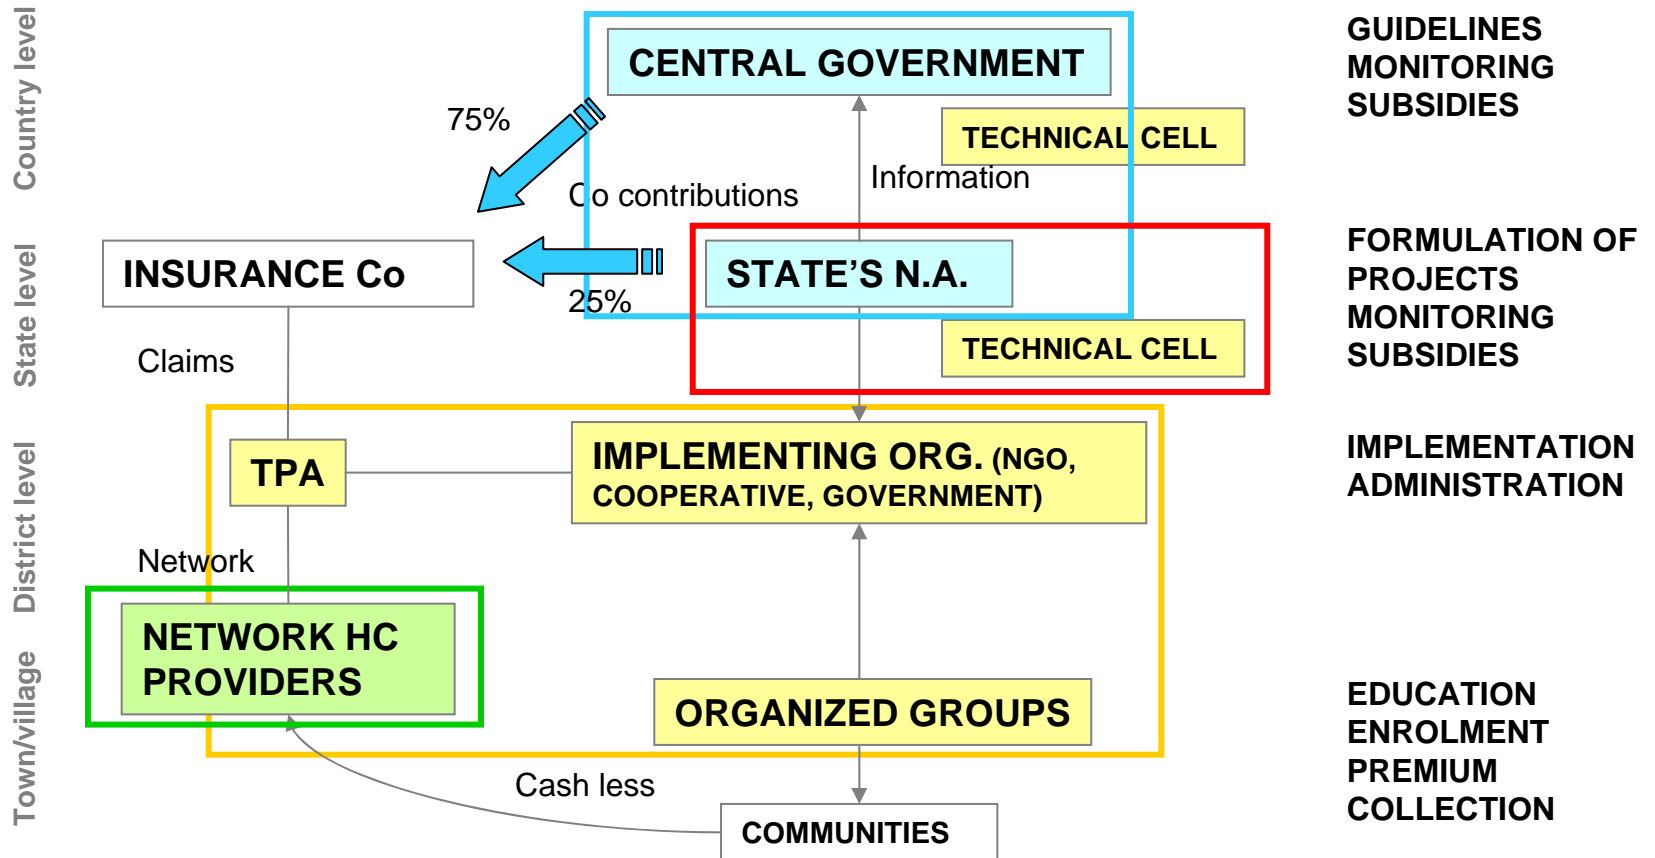 Country level
CENTRAL GOVERNMENT
GUIDELINES
MONITORING
SUBSIDIES
75%
TECHNICAL CELL
Co contributions
Information
State level
INSURANCE Co
STATE'S N.A.
25%
FORMULATION OF
PROJECTS
MONITORING
SUBSIDIES
TECHNICAL CELL
Claims
District level
TPA
IMPLEMENTING ORG. (NGO,
COOPERATIVE, GOVERNMENT)
IMPLEMENTATION
ADMINISTRATION
Network
Town/village
NETWORK HC
PROVIDERS
ORGANIZED GROUPS
EDUCATION
ENROLMENT
PREMIUM
COLLECTION
Cash less
COMMUNITIES